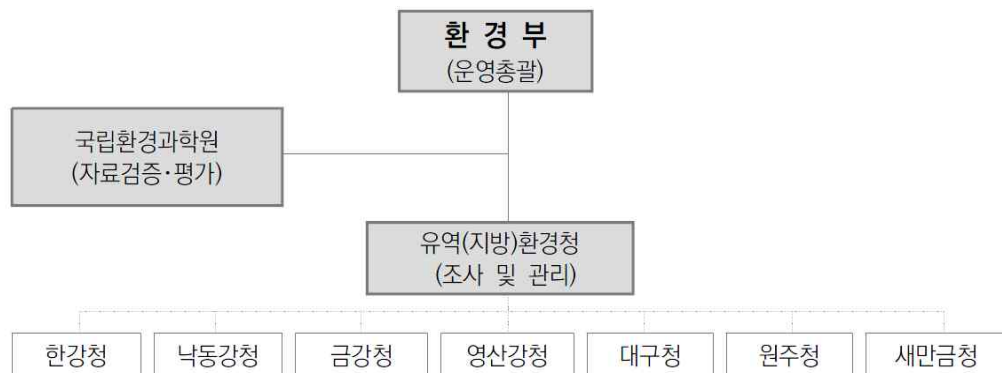 환 경 부
(운영총괄)
국립환경과학원
(자료검증·평가)
유역(지방)환경청
(조사 및 관리)
한강청 낙동강청 금강청 영산강청 대구청 원주청 새만금청